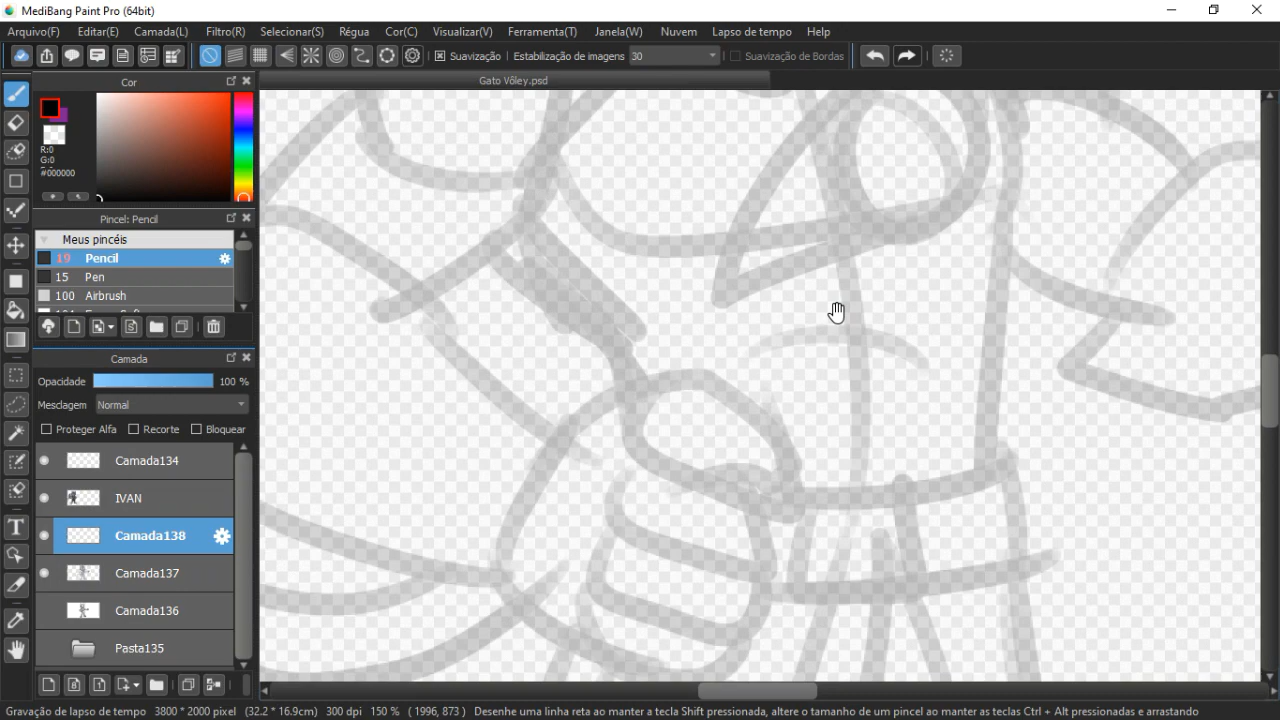 MediBang Paint Pro (64bit)
Arquivo(F) Editar(E) Camada(L) Filtro(R) Selecionar(S) Régua Cor(C) Visualizar(V) Ferramenta(T) Janela(W) Nuvem Lapso de tempo Help
Suavização Estabilização de imagens 30 Suavização de Bordas
Cor
Gato Vôley.psd
R:0
G:0
#000000
Pincel: Pencil
Meus pincéis
19 Pencil
15 Pen
100 Airbrush
Camada
Opacidade 100 %
Mesclagem Normal
Proteger Alfa Recorte Bloquear
Camada134
IVAN
Camada138
Camada137
Camada136
Pasta135
Gravação de lapso de tempo 3800 * 2000 pixel (32.2 * 16.9cm) 300 dpi 150 % ( 1996, 873 ) Desenhe uma linha reta ao manter a tecla Shift pressionada, altere o tamanho de um pincel ao manter as teclas Ctrl + Alt pressionadas e arrastando